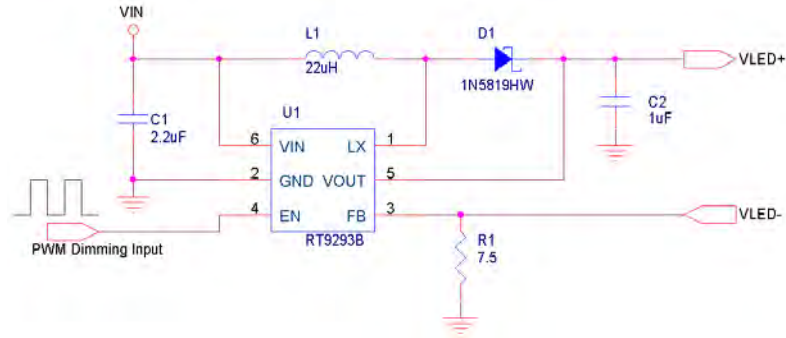 VIN
L1
22uH
D1
1N5819HW
VLED+
C1
2.2uF
C2
1uF
U1
6 VIN LX 1
2 GND VOUT 5
4 EN FB 3
RT9293B
PWM Dimming Input
R1
7.5
VLED-